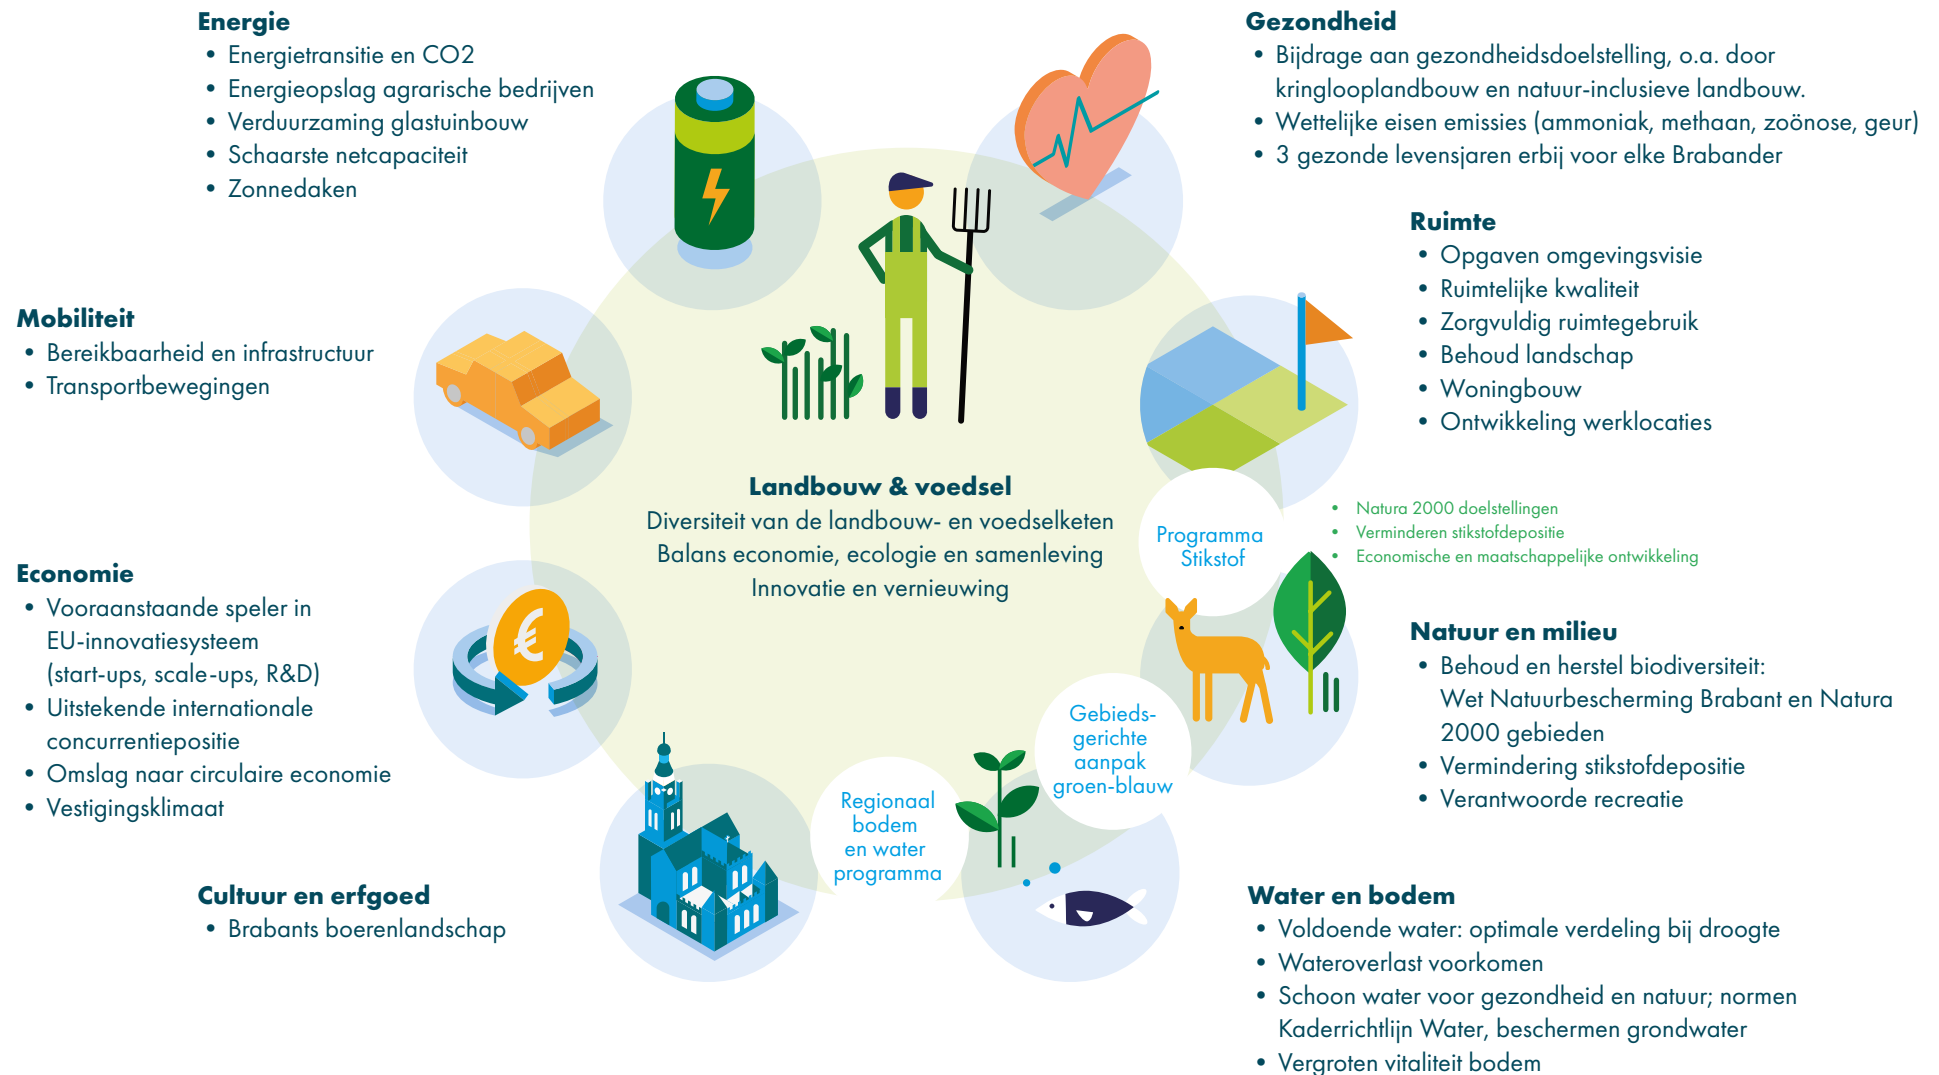 Energie
• Energietransitie en CO2
• Energieopslag agrarische bedrijven
• Verduurzaming glastuinbouw
• Schaarste netcapaciteit
• Zonnedaken
Gezondheid
• Bijdrage aan gezondheidsdoelstelling, o.a. door
kringlooplandbouw en natuur-inclusieve landbouw.
• Wettelijke eisen emissies (ammoniak, methaan, zoönose, geur)
• 3 gezonde levensjaren erbij voor elke Brabander
Ruimte
• Opgaven omgevingsvisie
• Ruimtelijke kwaliteit
• Zorgvuldig ruimtegebruik
• Behoud landschap
• Woningbouw
• Ontwikkeling werklocaties
Mobiliteit
• Bereikbaarheid en infrastructuur
• Transportbewegingen
Landbouw & voedsel
Diversiteit van de landbouw- en voedselketen
Balans economie, ecologie en samenleving
Innovatie en vernieuwing
Programma
Stikstof
• Natura 2000 doelstellingen
• Verminderen stikstofdepositie
• Economische en maatschappelijke ontwikkeling
Economie
• Vooraanstaande speler in
EU-innovatiesysteem
(start-ups, scale-ups, R&D)
• Uitstekende internationale
concurrentiepositie
• Omslag naar circulaire economie
• Vestigingsklimaat
€
Natuur en milieu
• Behoud en herstel biodiversiteit:
Wet Natuurbescherming Brabant en Natura
2000 gebieden
• Vermindering stikstofdepositie
• Verantwoorde recreatie
Gebieds-
gerichte
aanpak
groen-blauw
Regionaal
bodem
en water
programma
Cultuur en erfgoed
• Brabants boerenlandschap
Water en bodem
• Voldoende water: optimale verdeling bij droogte
• Wateroverlast voorkomen
• Schoon water voor gezondheid en natuur; normen
Kaderrichtlijn Water, beschermen grondwater
• Vergroten vitaliteit bodem